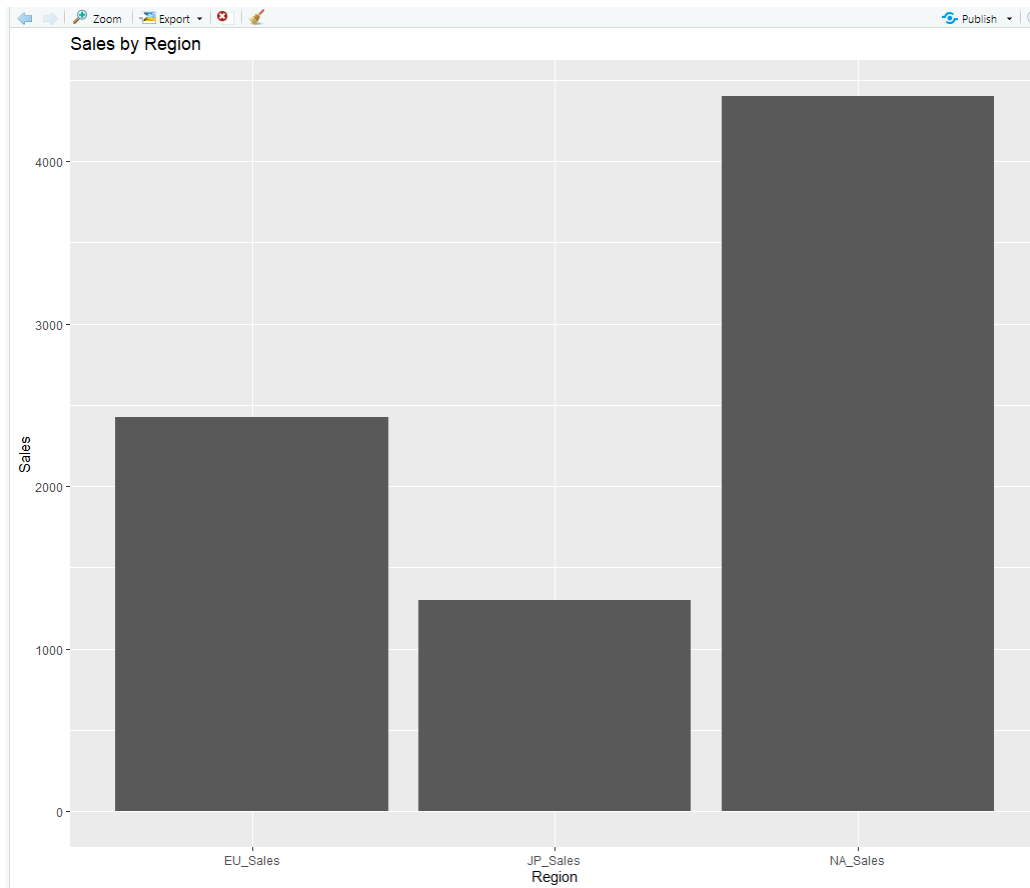 Zoom Export Publish
Sales by Region
4000
3000
2000
1000
0
Sales
EU_Sales JP_Sales NA_Sales
Region